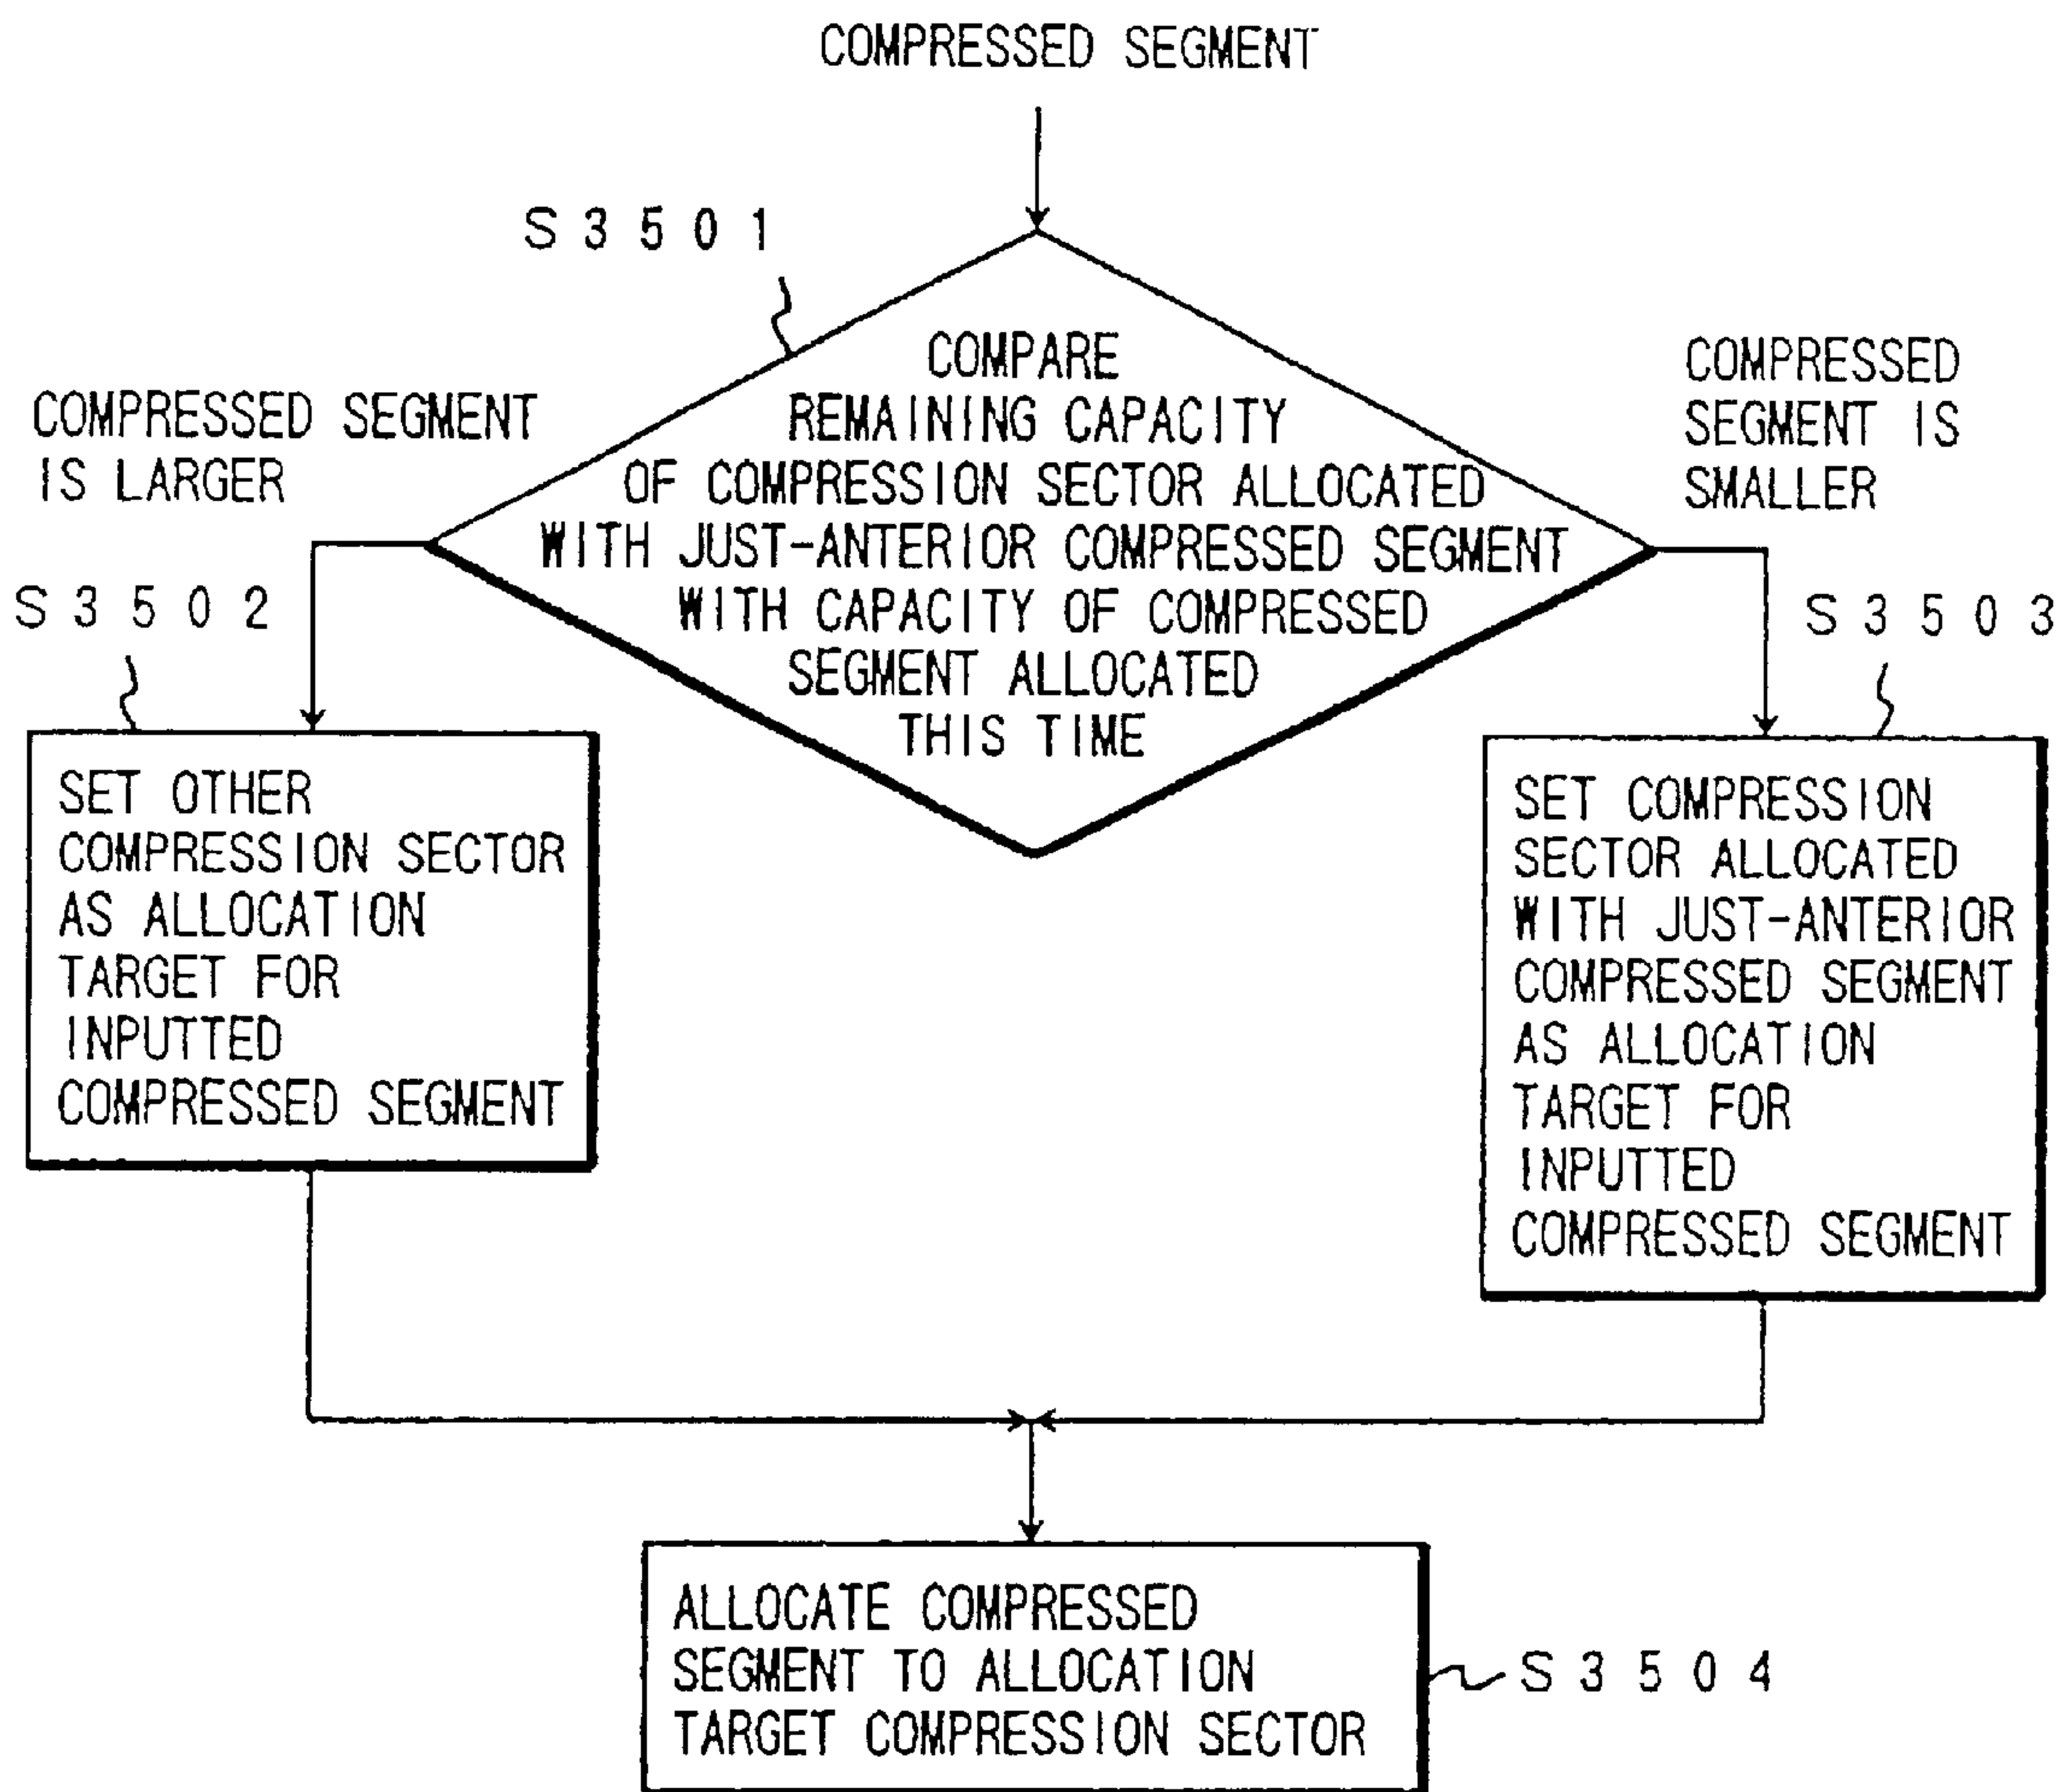 COMPRESSED SEGMENT
S3501
COMPARE
REMAINING CAPACITY
OF COMPRESSION SECTOR ALLOCATED
WITH JUST-ANTERIOR COMPRESSED SEGMENT
WITH CAPACITY OF COMPRESSED
SEGMENT ALLOCATED
THIS TIME
COMPRESSED SEGMENT
IS LARGER
COMPRESSED
SEGMENT IS
SMALLER
S3502
SET OTHER
COMPRESSION SECTOR
AS ALLOCATION
TARGET FOR
INPUTTED
COMPRESSED SEGMENT
S3503
SET COMPRESSION
SECTOR ALLOCATED
WITH JUST-ANTERIOR
COMPRESSED SEGMENT
AS ALLOCATION
TARGET FOR
INPUTTED
COMPRESSED SEGMENT
ALLOCATE COMPRESSED
SEGMENT TO ALLOCATION
TARGET COMPRESSION SECTOR
S3504